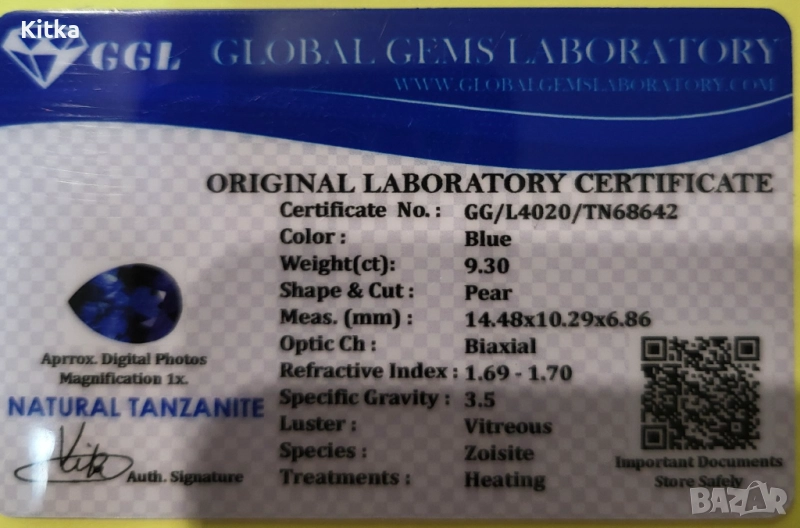 Kitka
GGL GLOBAL GEMS LABORATORY
WWW.GLOBALGEMSLABORATORY.COM
ORIGINAL LABORATORY CERTIFICATE
Certificate No. : GG/L4020/TN68642
Color : Blue
Weight(ct): 9.30
Shape & Cut : Pear
Meas. (mm) : 14.48x10.29x6.86
Optic Ch : Biaxial
Refractive Index : 1.69 - 1.70
Specific Gravity : 3.5
Luster : Vitreous
Species : Zoisite
Treatments : Heating
Aprrox. Digital Photos
Magnification 1x.
NATURAL TANZANITE
Auth. Signature
Important Documents
Store Safely
BAZAR